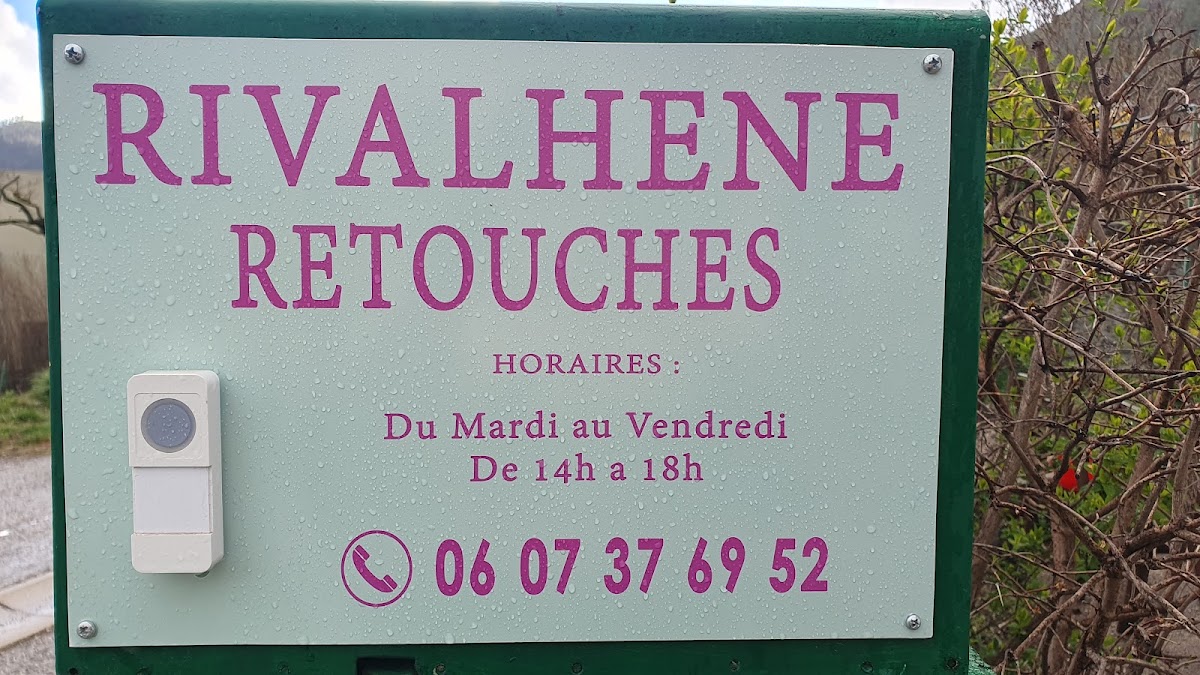 RIVALHENE
RETOUCHES
HORAIRES :
Du Mardi au Vendredi
De 14h a 18h
06 07 37 69 52